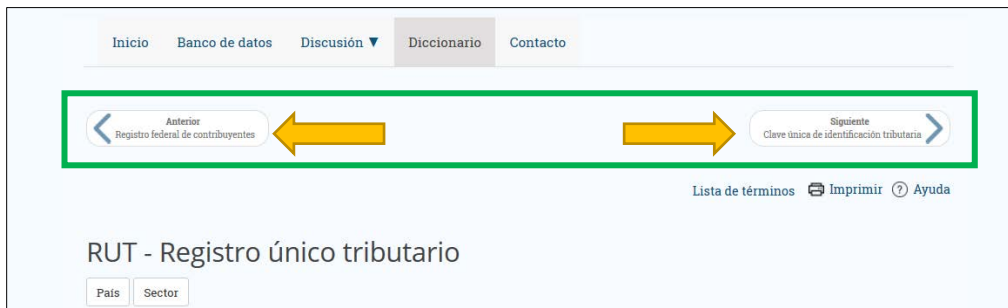 Inicio Banco de datos Discusión ▼ Diccionario Contacto
Anterior
Registro federal de contribuyentes
Siguiente
Clave única de identificación tributaria
Lista de términos Imprimir ? Ayuda
RUT - Registro único tributario
País Sector